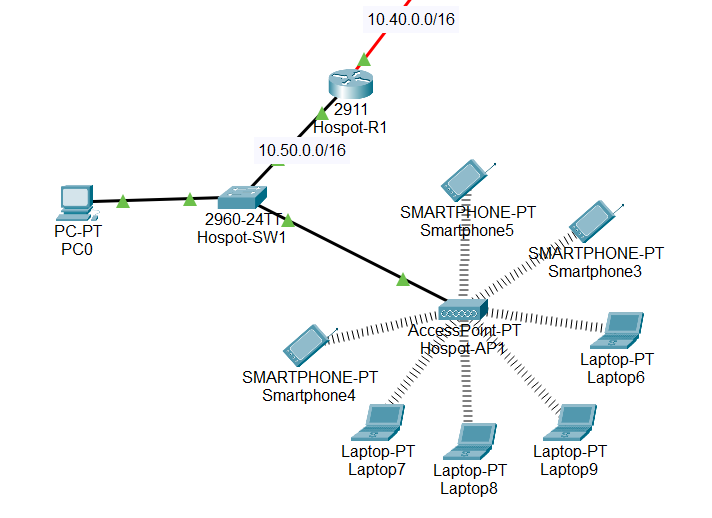 10.40.0.0/16
2911
Hospot-R1
10.50.0.0/16
PC-PT
PC0
2960-24TT
Hospot-SW1
SMARTPHONE-PT
Smartphone5
SMARTPHONE-PT
Smartphone3
AccessPoint-PT
Hospot-AP1
SMARTPHONE-PT
Smartphone4
Laptop-PT
Laptop6
Laptop-PT
Laptop7
Laptop-PT
Laptop8
Laptop-PT
Laptop9